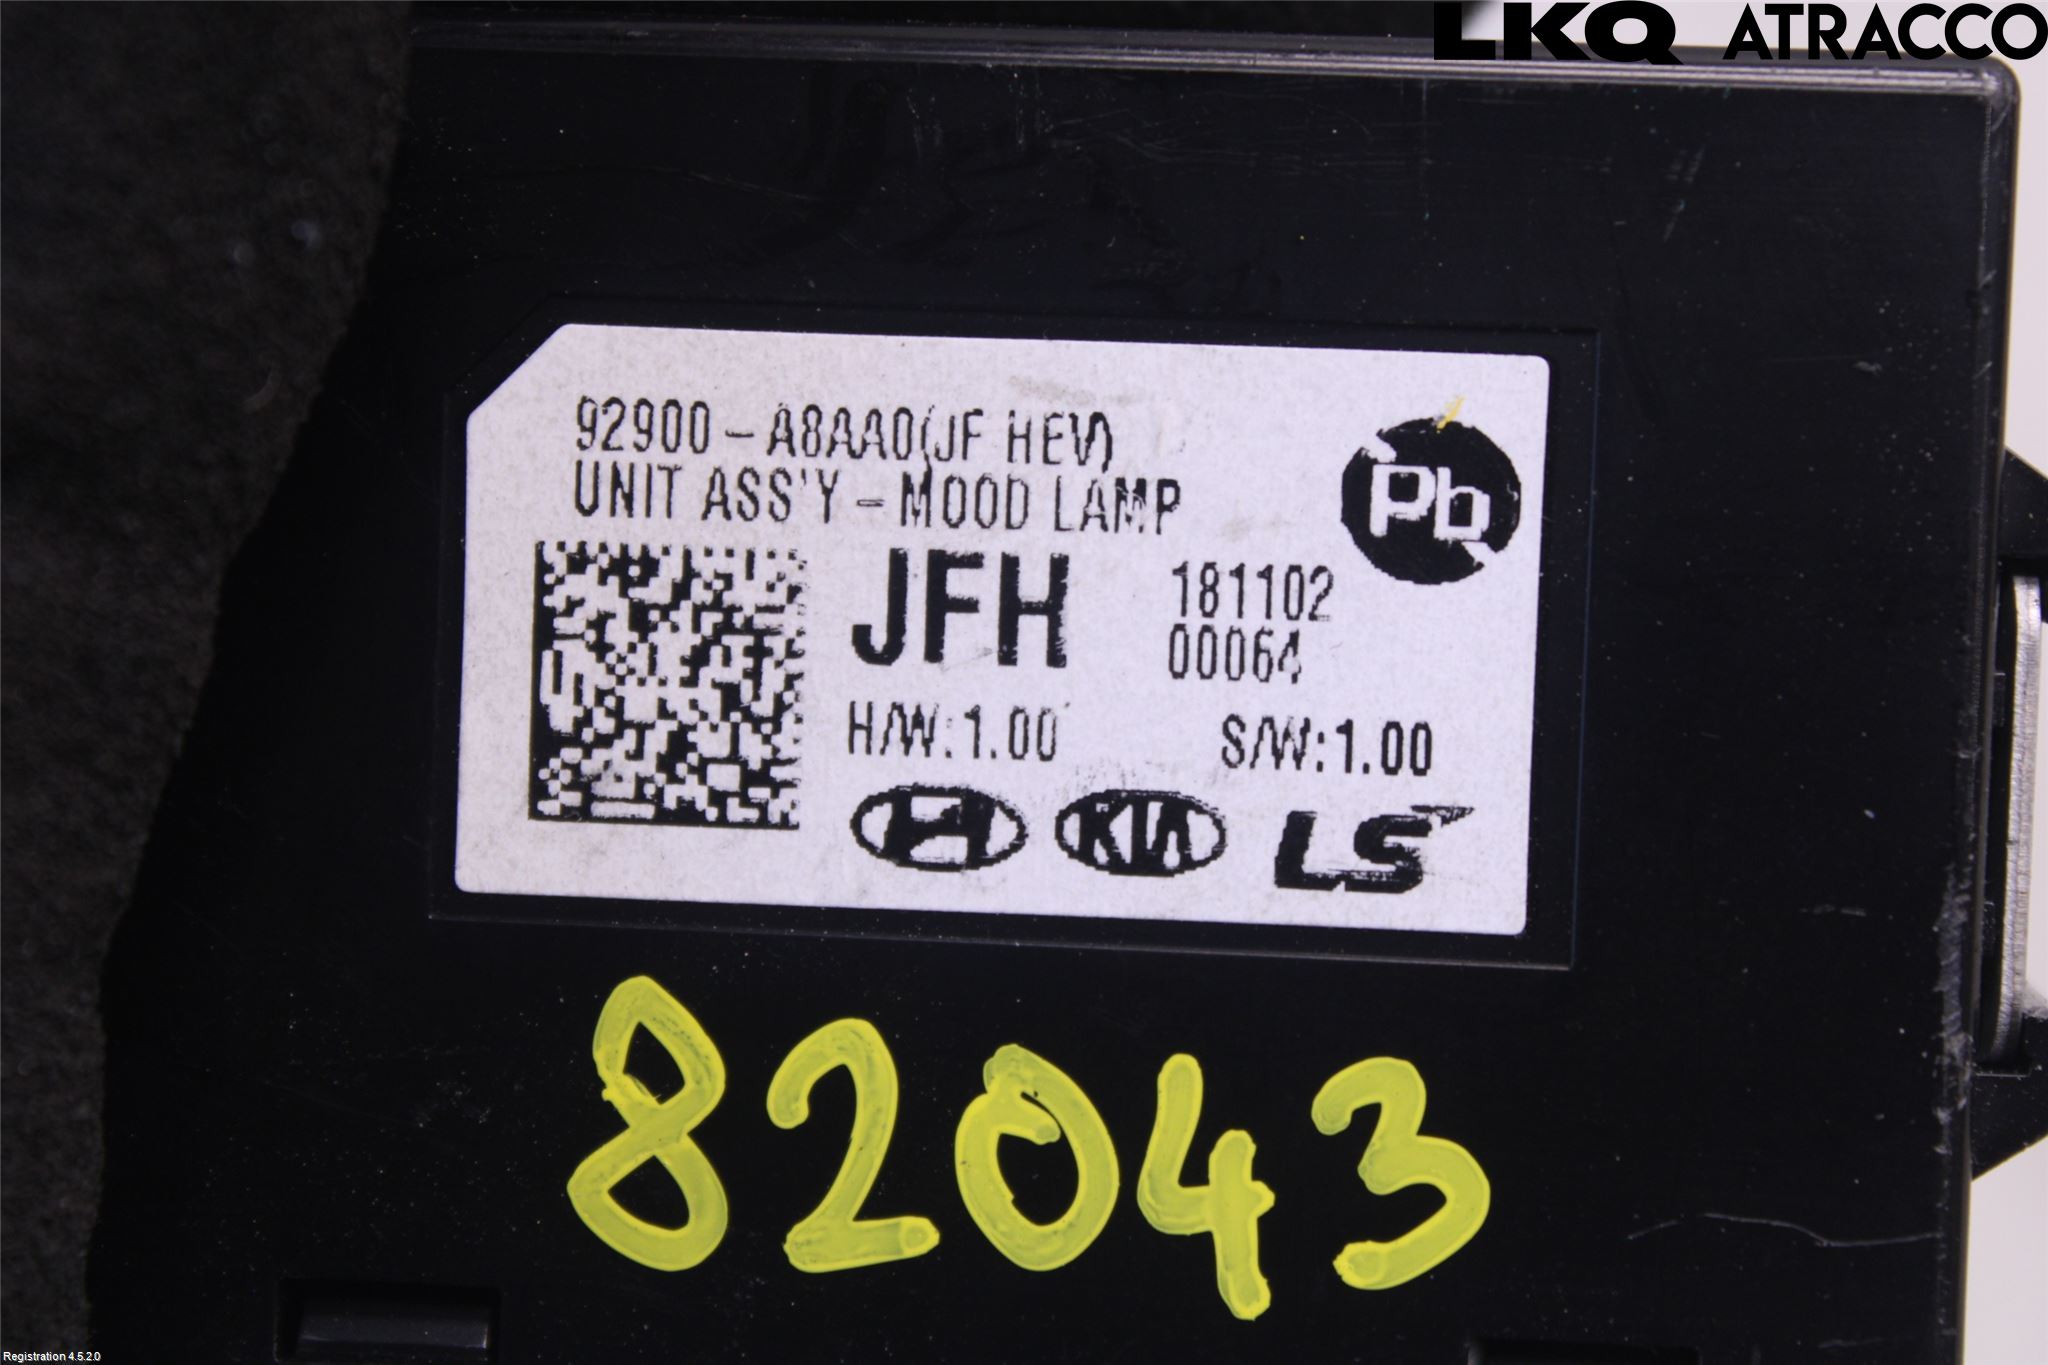 LKQ ATRACCO
92900-A8AA0(JF HEV)
UNIT ASS'Y-MOOD LAMP
Pb
JFH
181102
00064
H/W:1.00
S/W:1.00
KIA
LS
82043
Registration 4.5.2.0